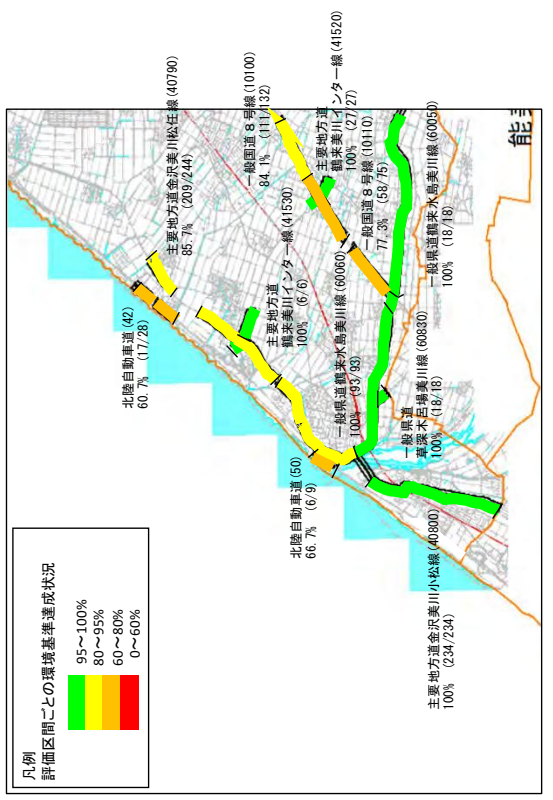 凡例
評価区間ごとの環境基準達成状況
95～100%
80～95%
60～80%
0～60%
北陸自動車道(42)
60.7% (17/28)
主要地方道金沢美川松任線(40790)
85.7% (209/244)
一般国道８号線(10100)
84.1% (111/132)
主要地方道
鶴来美川インター線(41520)
100% (27/27)
主要地方道
鶴来美川インター線(41530)
100% (6/6)
一般国道８号線(10110)
77.3% (58/75)
北陸自動車道(50)
66.7% (6/9)
一般県道鶴来水島美川線(60060)
100% (93/93)
一般県道鶴来水島美川線(60050)
100% (18/18)
一般県道
草深木呂場美川線(60830)
100% (18/18)
主要地方道金沢美川小松線(40800)
100% (234/234)
能美